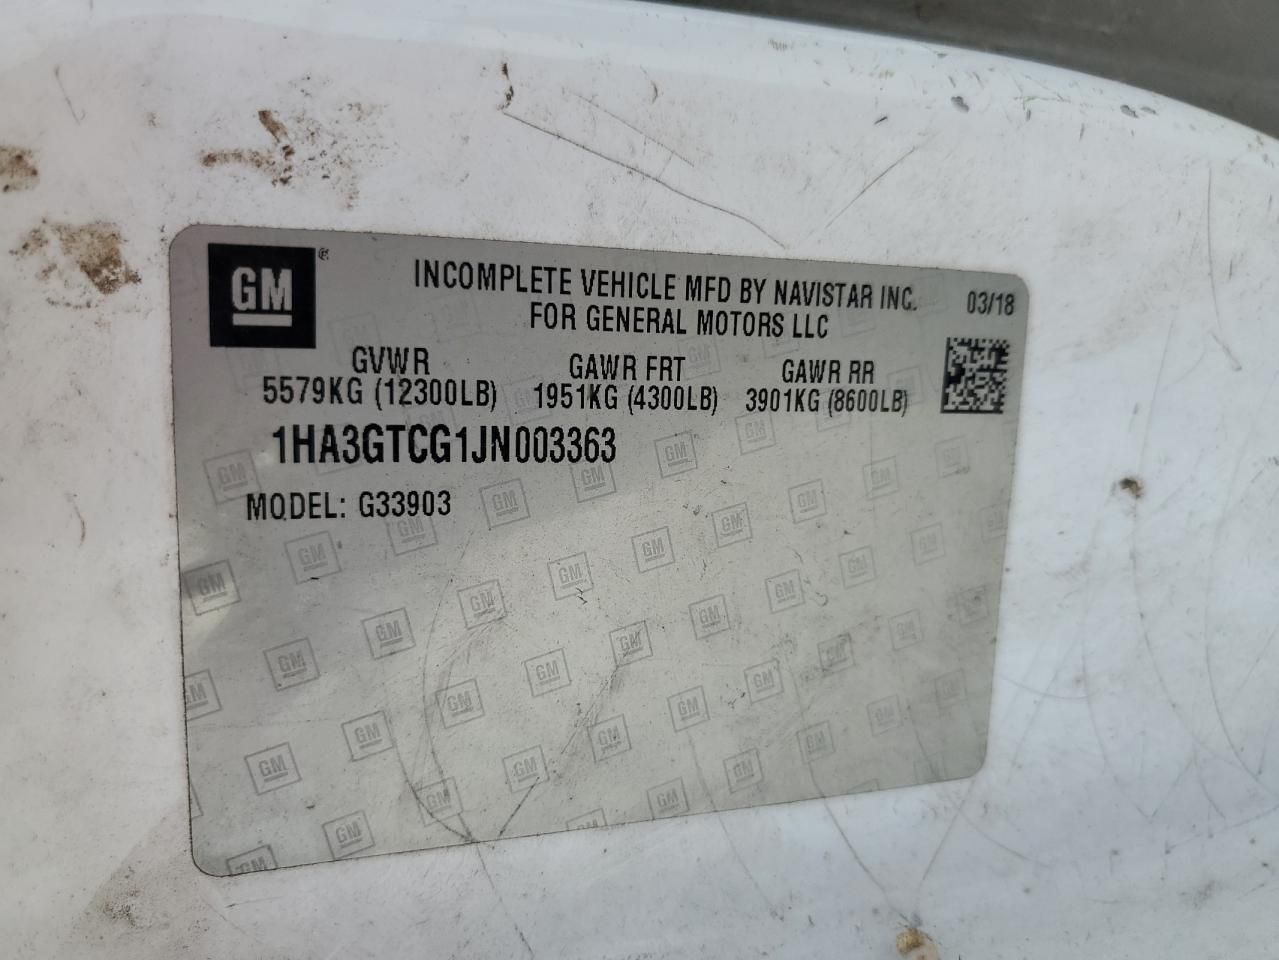 GM®
INCOMPLETE VEHICLE MFD BY NAVISTAR INC. 03/18
FOR GENERAL MOTORS LLC
GVWR GAWR FRT GAWR RR
5579KG (12300LB) 1951KG (4300LB) 3901KG (8600LB)
1HA3GTCG1JN003363
MODEL: G33903